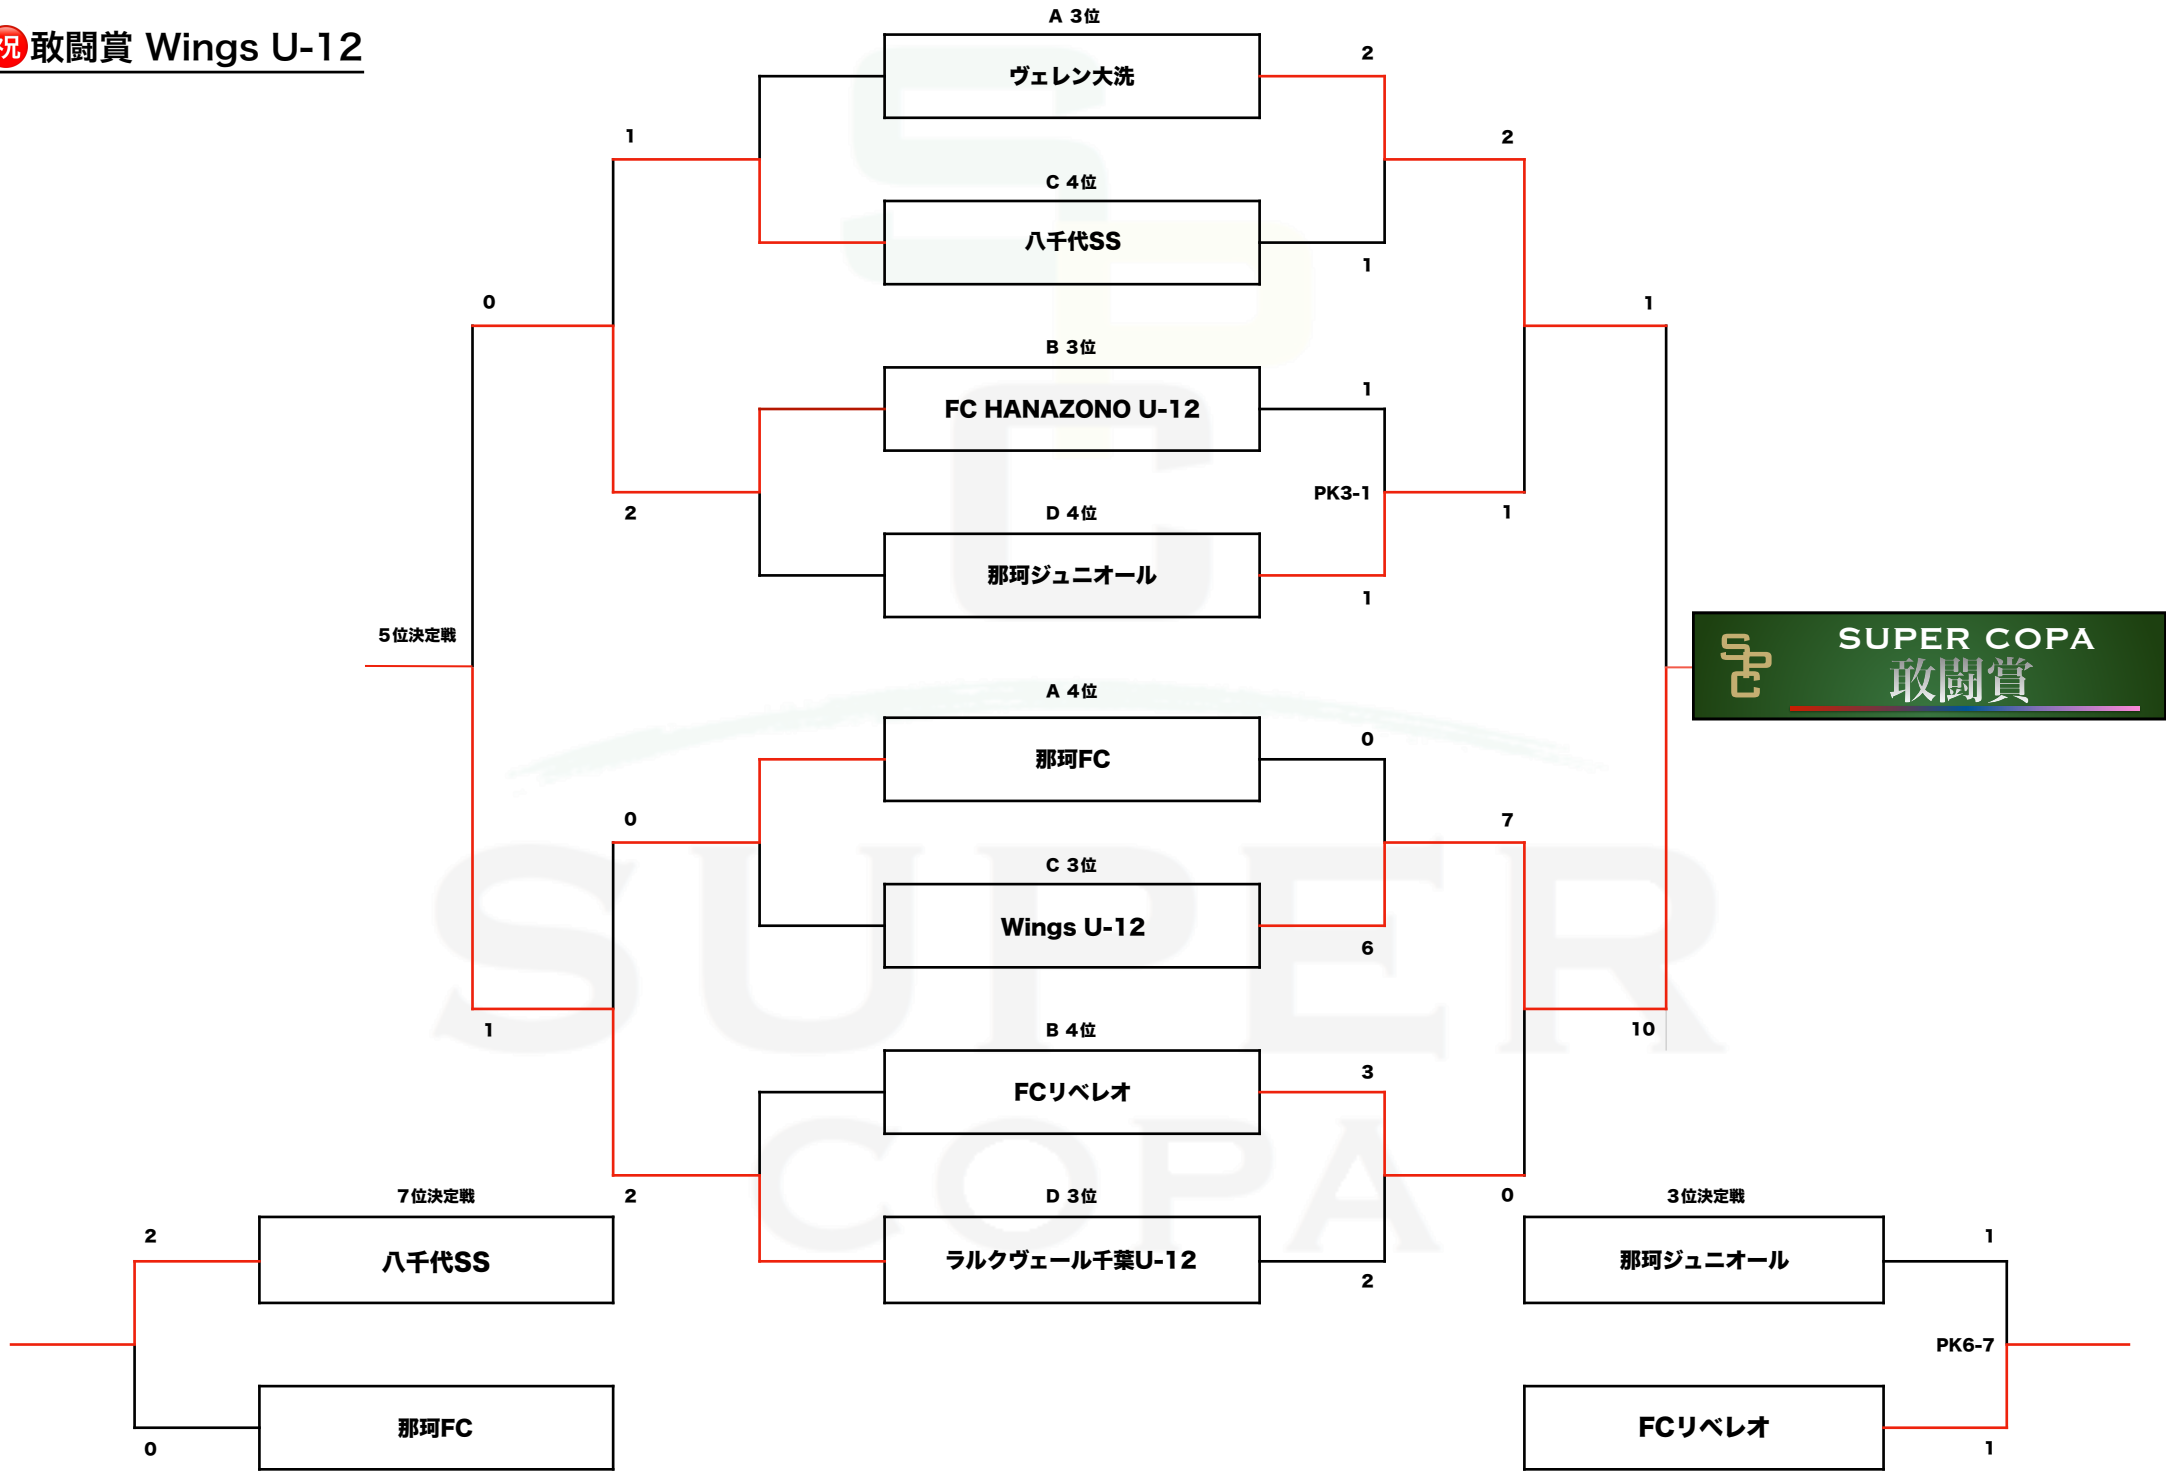 祝 敢闘賞 Wings U-12
A 3位
ヴェレン大洗
2
1
2
C 4位
八千代SS
1
0
1
B 3位
FC HANAZONO U-12
1
PK3-1
2
D 4位
1
那珂ジュニオール
1
5位決定戦
SPC
SUPER COPA
敢闘賞
A 4位
那珂FC
0
0
7
C 3位
Wings U-12
6
1
B 4位
10
FCリベレオ
3
SUPER
COPA
7位決定戦
2
D 3位
0
3位決定戦
2
八千代SS
ラルクヴェール千葉U-12
2
那珂ジュニオール
1
PK6-7
那珂FC
0
FCリベレオ
1